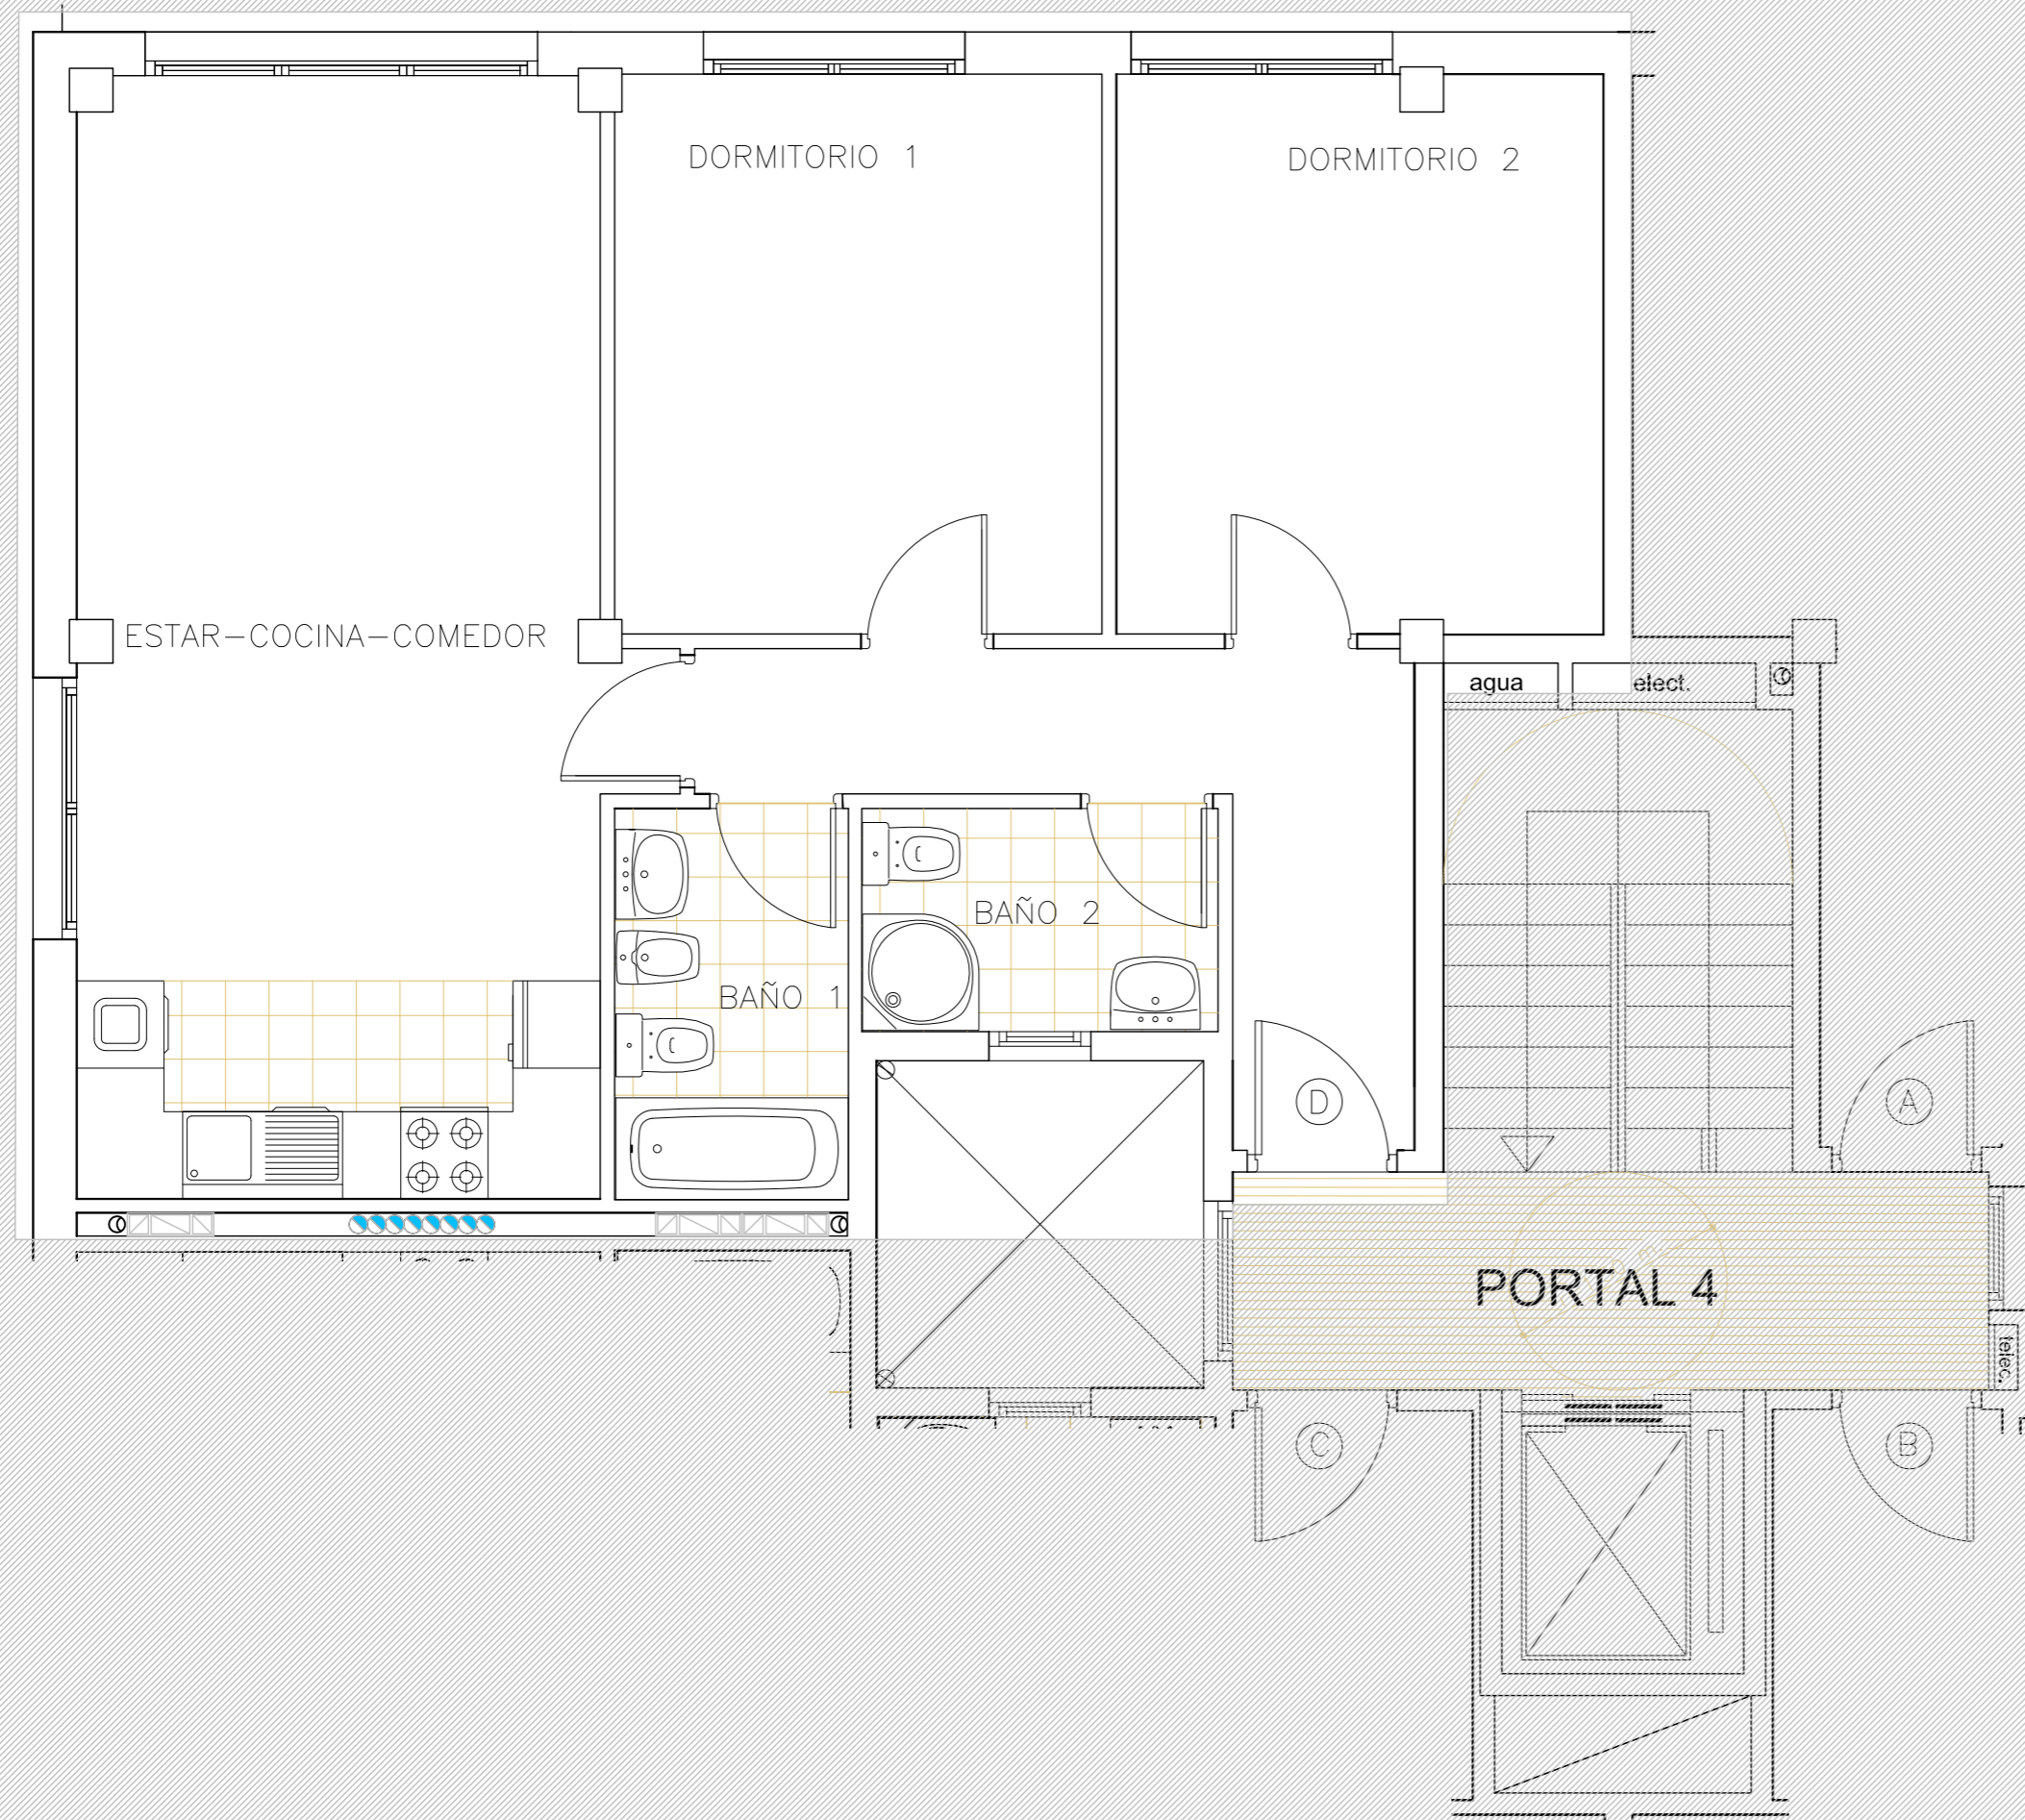 DORMITORIO 1
DORMITORIO 2
ESTAR-COCINA-COMEDOR
agua
elect.
BAÑO 2
BAÑO 1
D
A
PORTAL 4
telec.
C
B